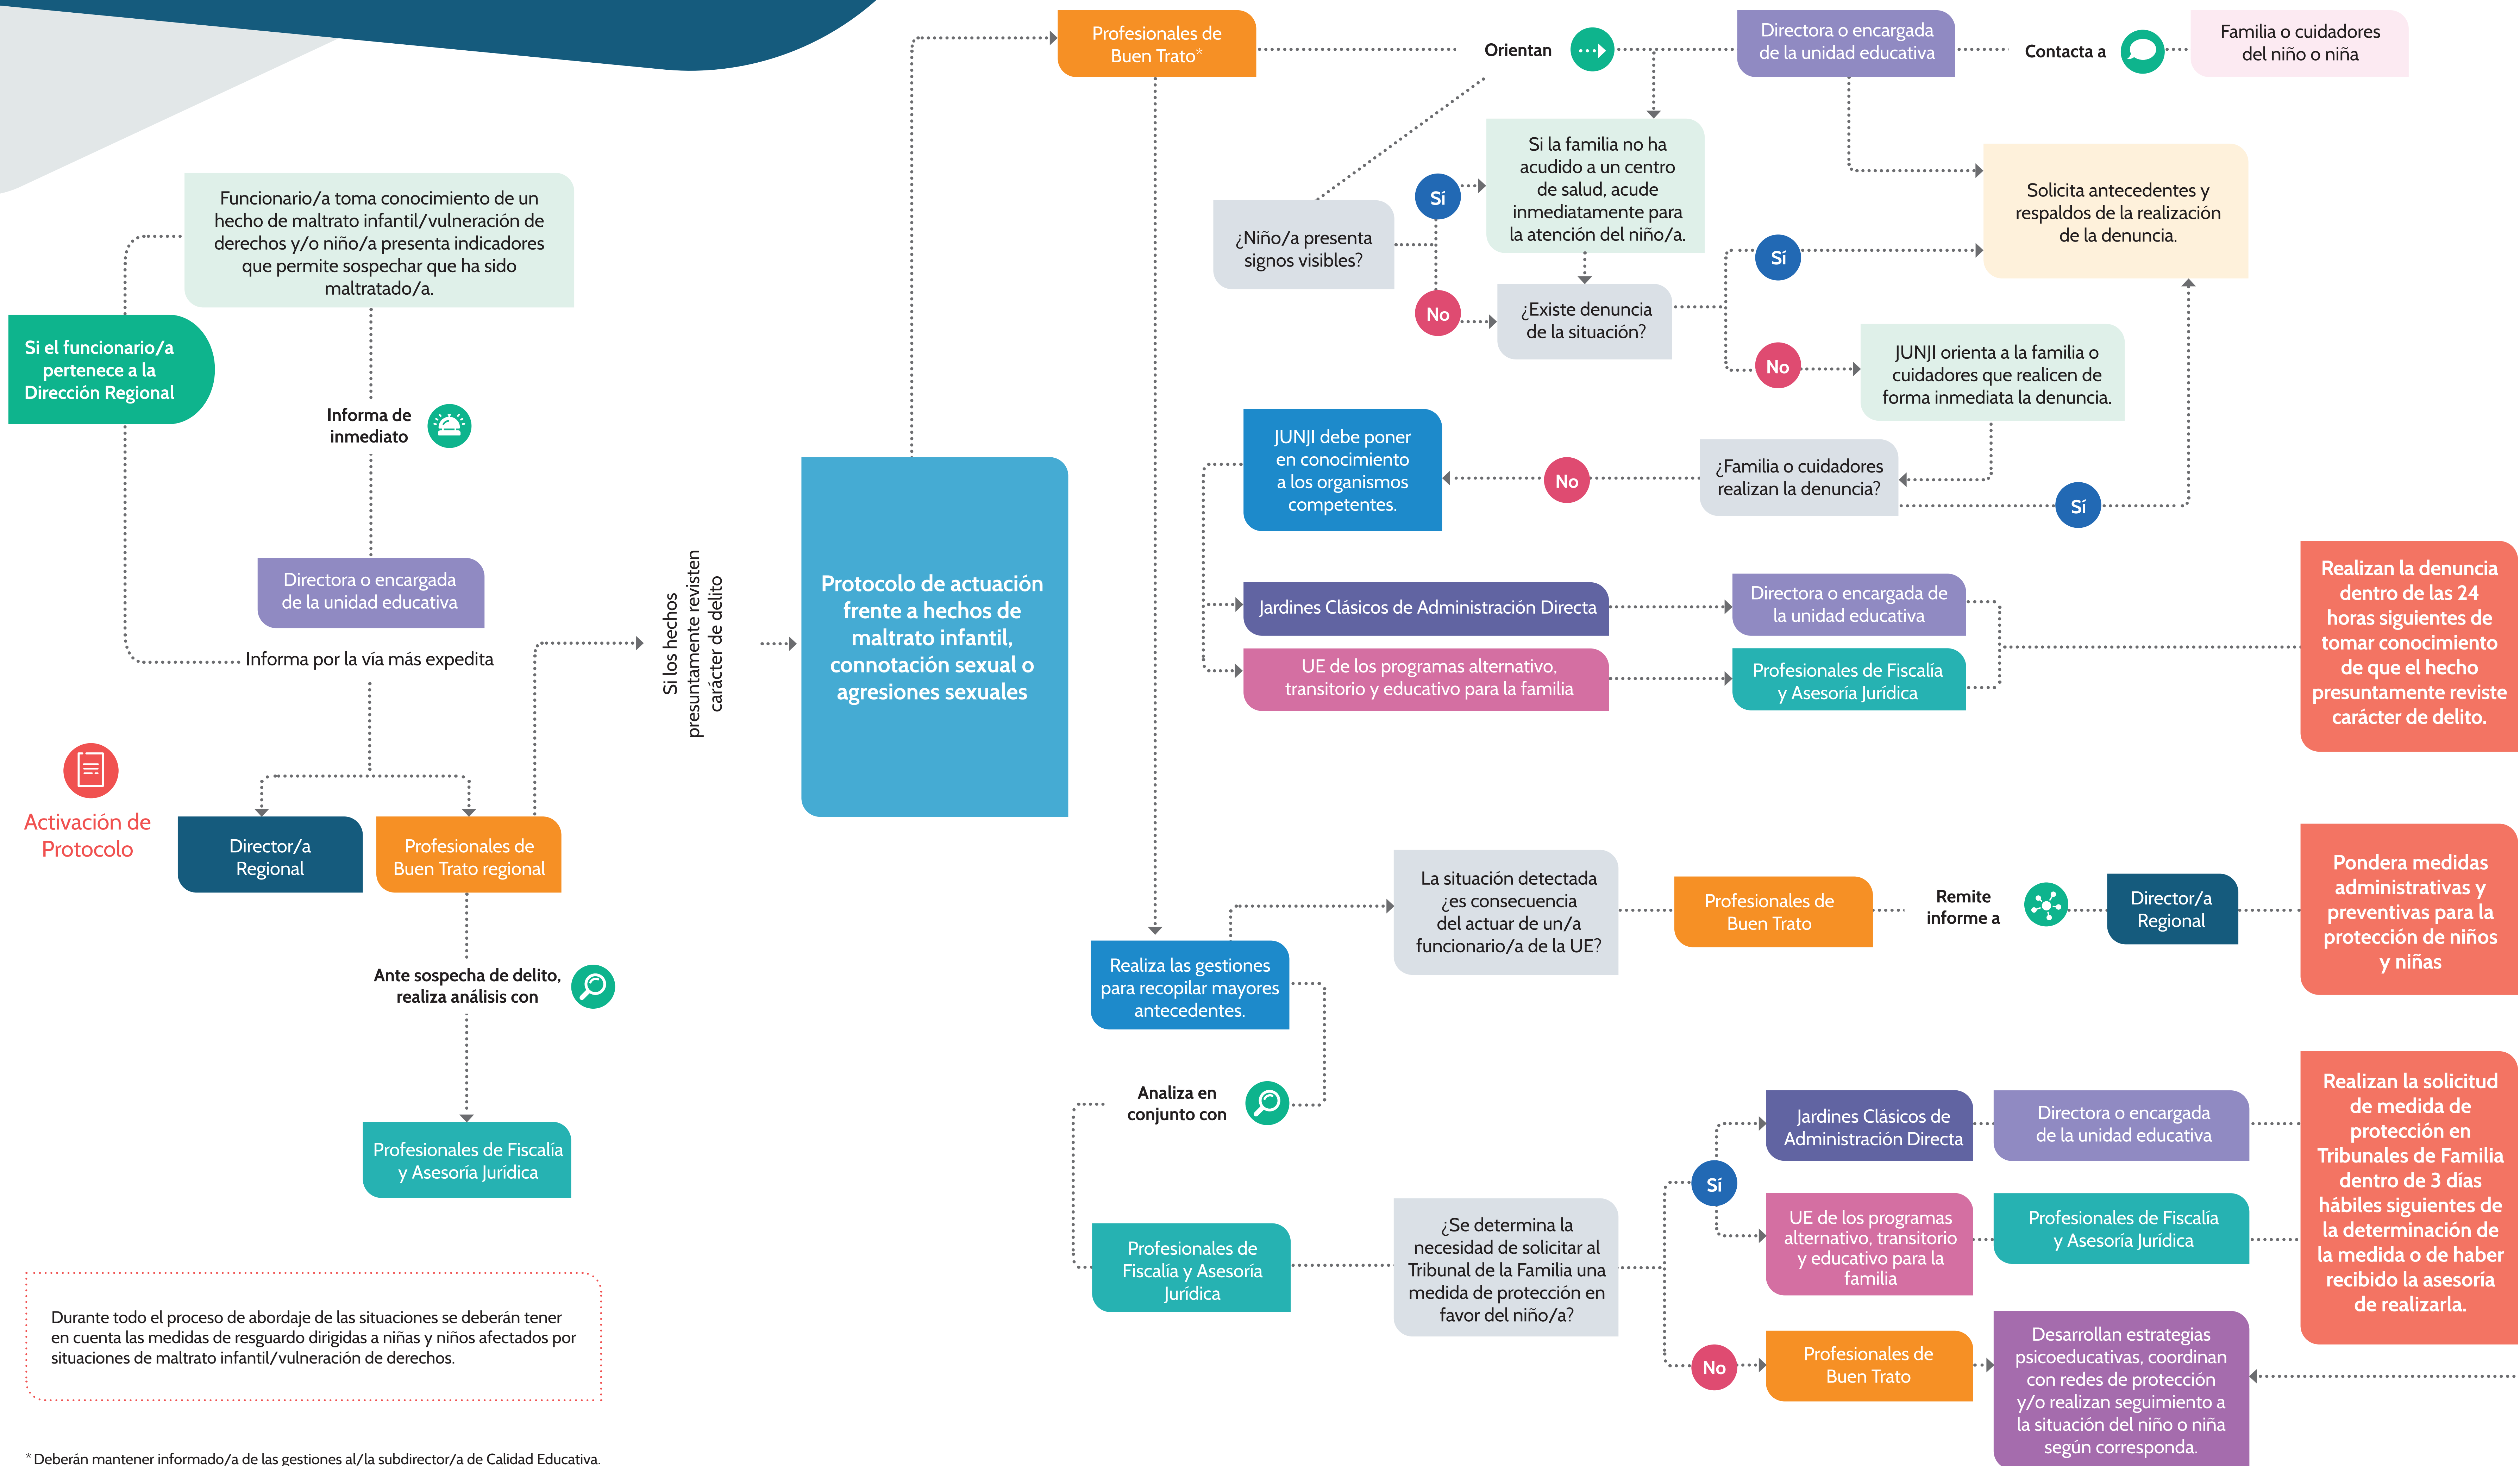 Funcionario/a toma conocimiento de un
hecho de maltrato infantil/vulneración de
derechos y/o niño/a presenta indicadores
que permite sospechar que ha sido
maltratado/a.
Si el funcionario/a
pertenece a la
Dirección Regional
Informa de
inmediato
Directora o encargada
de la unidad educativa
Informa por la vía más expedita
Activación de
Protocolo
Director/a
Regional
Profesionales de
Buen Trato regional
Ante sospecha de delito,
realiza análisis con
Profesionales de Fiscalía
y Asesoría Jurídica
Durante todo el proceso de abordaje de las situaciones se deberán tener
en cuenta las medidas de resguardo dirigidas a niñas y niños afectados por
situaciones de maltrato infantil/vulneración de derechos.
* Deberán mantener informado/a de las gestiones al/la subdirector/a de Calidad Educativa.
Si los hechos
presuntamente revisten
carácter de delito
Protocolo de actuación
frente a hechos de
maltrato infantil,
connotación sexual o
agresiones sexuales
Profesionales de
Buen Trato*
Orientan
Directora o encargada
de la unidad educativa
Contacta a
Familia o cuidadores
del niño o niña
¿Niño/a presenta
signos visibles?
Sí
No
Si la familia no ha
acudido a un centro
de salud, acude
inmediatamente para
la atención del niño/a.
¿Existe denuncia
de la situación?
Sí
No
Solicita antecedentes y
respaldos de la realización
de la denuncia.
JUNJI orienta a la familia o
cuidadores que realicen de
forma inmediata la denuncia.
¿Familia o cuidadores
realizan la denuncia?
Sí
No
JUNJI debe poner
en conocimiento
a los organismos
competentes.
Jardines Clásicos de Administración Directa
Directora o encargada de
la unidad educativa
UE de los programas alternativo,
transitorio y educativo para la familia
Profesionales de Fiscalía
y Asesoría Jurídica
Realizan la denuncia
dentro de las 24
horas siguientes de
tomar conocimiento
de que el hecho
presuntamente reviste
carácter de delito.
Realiza las gestiones
para recopilar mayores
antecedentes.
La situación detectada
¿es consecuencia
del actuar de un/a
funcionario/a de la UE?
Profesionales de
Buen Trato
Remite
informe a
Director/a
Regional
Pondera medidas
administrativas y
preventivas para la
protección de niños
y niñas
Analiza en
conjunto con
Profesionales de
Fiscalía y Asesoría
Jurídica
¿Se determina la
necesidad de solicitar al
Tribunal de la Familia una
medida de protección en
favor del niño/a?
Sí
Jardines Clásicos de
Administración Directa
Directora o encargada
de la unidad educativa
UE de los programas
alternativo, transitorio
y educativo para la
familia
Profesionales de Fiscalía
y Asesoría Jurídica
Realizan la solicitud
de medida de
protección en
Tribunales de Familia
dentro de 3 días
hábiles siguientes de
la determinación de
la medida o de haber
recibido la asesoría
de realizarla.
No
Profesionales de
Buen Trato
Desarrollan estrategias
psicoeducativas, coordinan
con redes de protección
y/o realizan seguimiento a
la situación del niño o niña
según corresponda.